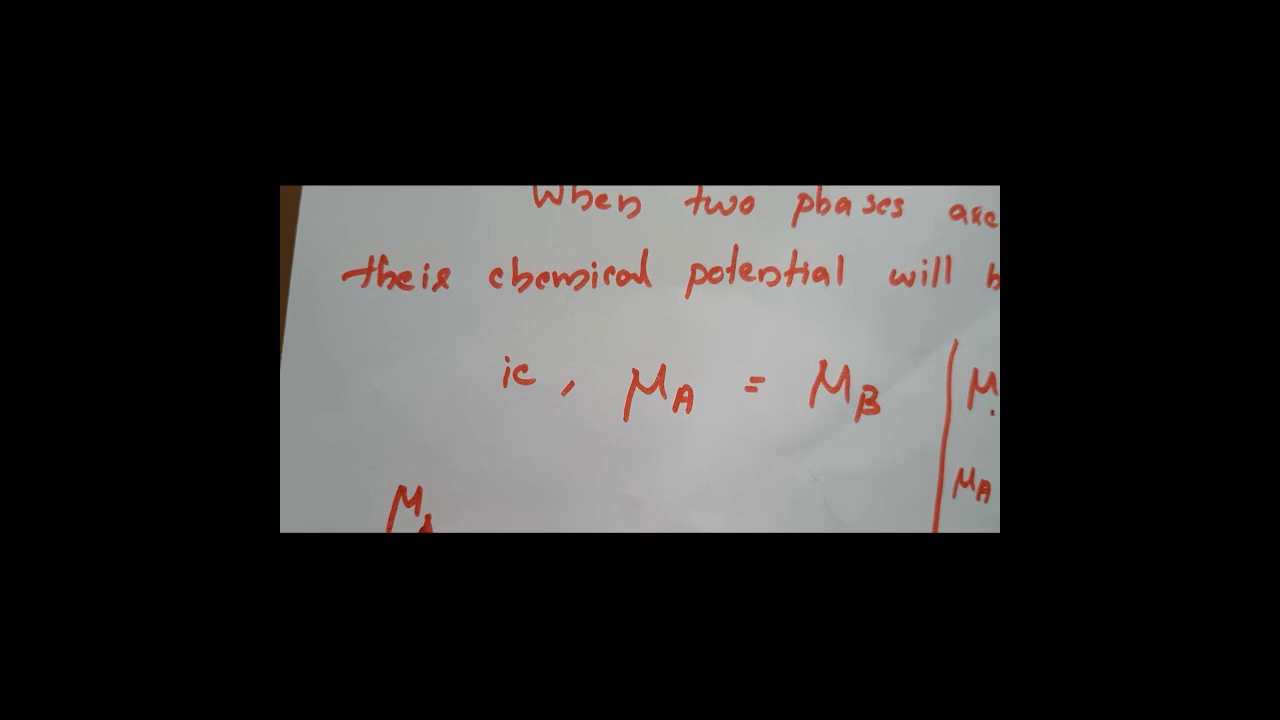 When two phases are
their chemical potential will b
ie, μA = μB | μ
μA
μ